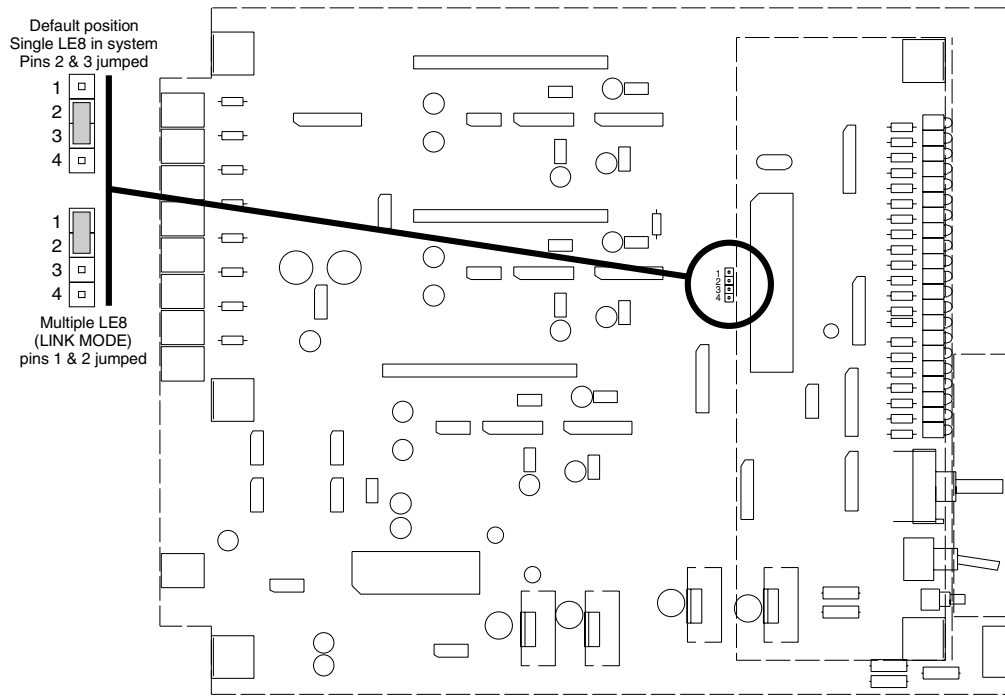 Default position
Single LE8 in system
Pins 2 & 3 jumped
1
2
3
4
1
2
3
4
Multiple LE8
(LINK MODE)
pins 1 & 2 jumped
1
2
3
4